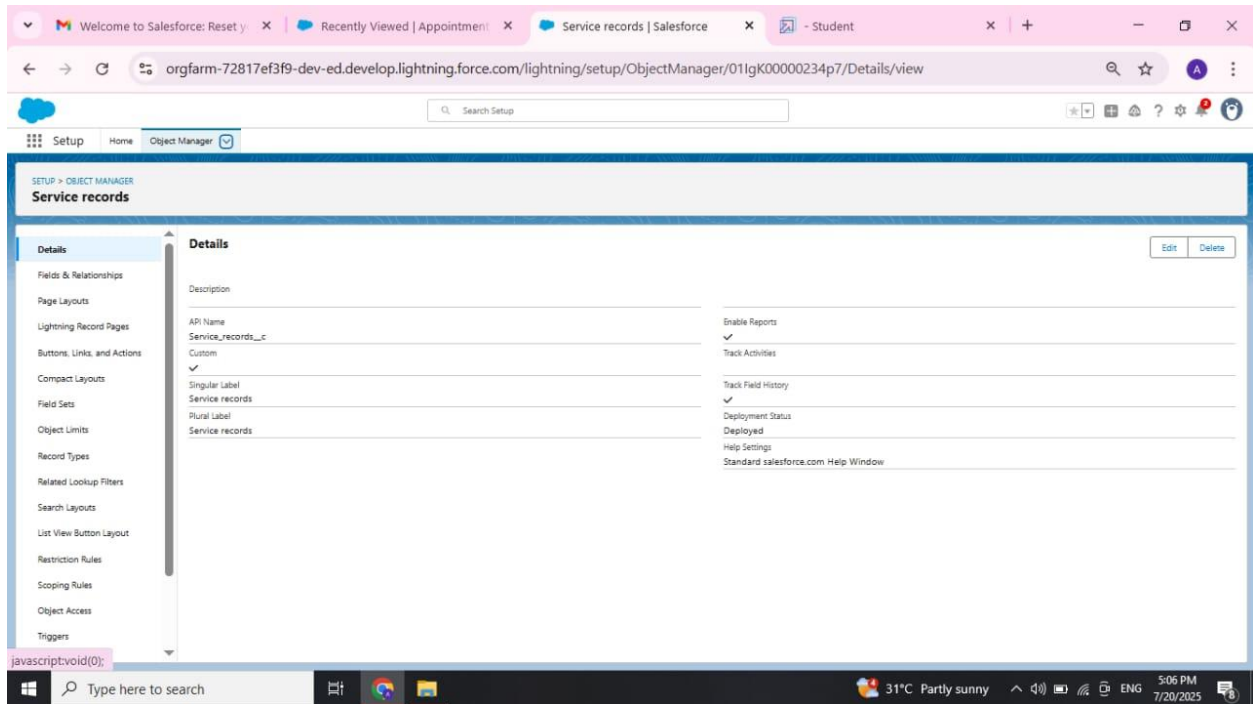 Welcome to Salesforce: Reset y
Recently Viewed | Appointment
Service records | Salesforce
- Student
orgfarm-72817ef3f9-dev-ed.develop.lightning.force.com/lightning/setup/ObjectManager/01IgK00000234p7/Details/view
A
Search Setup
Setup
Home
Object Manager
SETUP > OBJECT MANAGER
Service records
Details
Fields & Relationships
Page Layouts
Lightning Record Pages
Buttons, Links, and Actions
Compact Layouts
Field Sets
Object Limits
Record Types
Related Lookup Filters
Search Layouts
List View Button Layout
Restriction Rules
Scoping Rules
Object Access
Triggers
Details
Edit
Delete
Description
API Name
Service_records__c
Custom
Singular Label
Service records
Plural Label
Service records
Enable Reports
Track Activities
Track Field History
Deployment Status
Deployed
Help Settings
Standard salesforce.com Help Window
javascript:void(0);
Type here to search
31°C Partly sunny
ENG
5:06 PM
7/20/2025